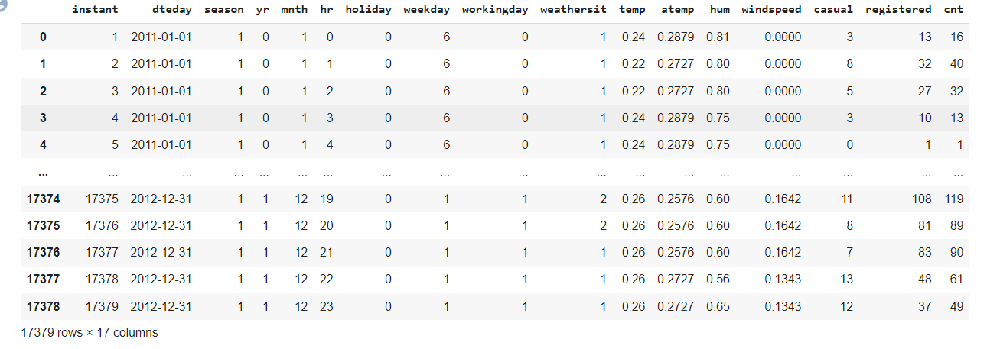 instant dteday season yr mnth hr holiday weekday workingday weathersit temp atemp hum windspeed casual registered cnt
0 1 2011-01-01 1 0 1 0 0 6 0 1 0.24 0.2879 0.81 0.0000 3 13 16
1 2 2011-01-01 1 0 1 1 0 6 0 1 0.22 0.2727 0.80 0.0000 8 32 40
2 3 2011-01-01 1 0 1 2 0 6 0 1 0.22 0.2727 0.80 0.0000 5 27 32
3 4 2011-01-01 1 0 1 3 0 6 0 1 0.24 0.2879 0.75 0.0000 3 10 13
4 5 2011-01-01 1 0 1 4 0 6 0 1 0.24 0.2879 0.75 0.0000 0 1 1
... ... ... ... ... ... ... ... ... ... ... ... ... ... ... ... ... ...
17374 17375 2012-12-31 1 1 12 19 0 1 1 2 0.26 0.2576 0.60 0.1642 11 108 119
17375 17376 2012-12-31 1 1 12 20 0 1 1 2 0.26 0.2576 0.60 0.1642 8 81 89
17376 17377 2012-12-31 1 1 12 21 0 1 1 1 0.26 0.2576 0.60 0.1642 7 83 90
17377 17378 2012-12-31 1 1 12 22 0 1 1 1 0.26 0.2727 0.56 0.1343 13 48 61
17378 17379 2012-12-31 1 1 12 23 0 1 1 1 0.26 0.2727 0.65 0.1343 12 37 49
17379 rows × 17 columns